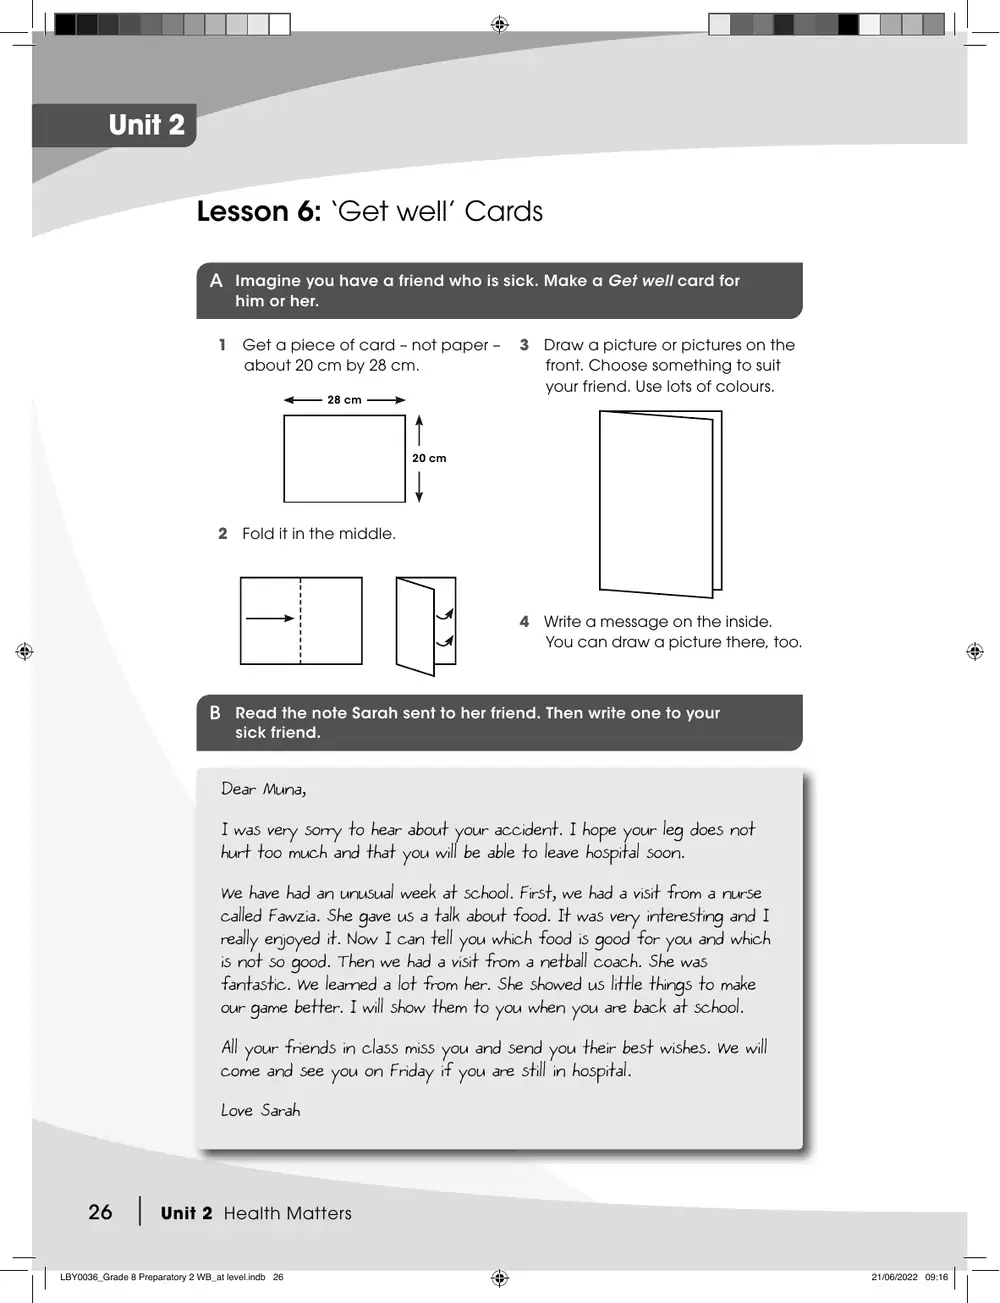 Unit 2
Lesson 6: ‘Get well’ Cards
A Imagine you have a friend who is sick. Make a Get well card for
him or her.
1 Get a piece of card – not paper –
about 20 cm by 28 cm.
28 cm
20 cm
2 Fold it in the middle.
3 Draw a picture or pictures on the
front. Choose something to suit
your friend. Use lots of colours.
4 Write a message on the inside.
You can draw a picture there, too.
B Read the note Sarah sent to her friend. Then write one to your
sick friend.
Dear Muna,
I was very sorry to hear about your accident. I hope your leg does not
hurt too much and that you will be able to leave hospital soon.
We have had an unusual week at school. First, we had a visit from a nurse
called Fawzia. She gave us a talk about food. It was very interesting and I
really enjoyed it. Now I can tell you which food is good for you and which
is not so good. Then we had a visit from a netball coach. She was
fantastic. We learned a lot from her. She showed us little things to make
our game better. I will show them to you when you are back at school.
All your friends in class miss you and send you their best wishes. We will
come and see you on Friday if you are still in hospital.
Love Sarah
26 Unit 2 Health Matters
LBY0036_Grade 8 Preparatory 2 WB_at level.indb 26
21/06/2022 09:16